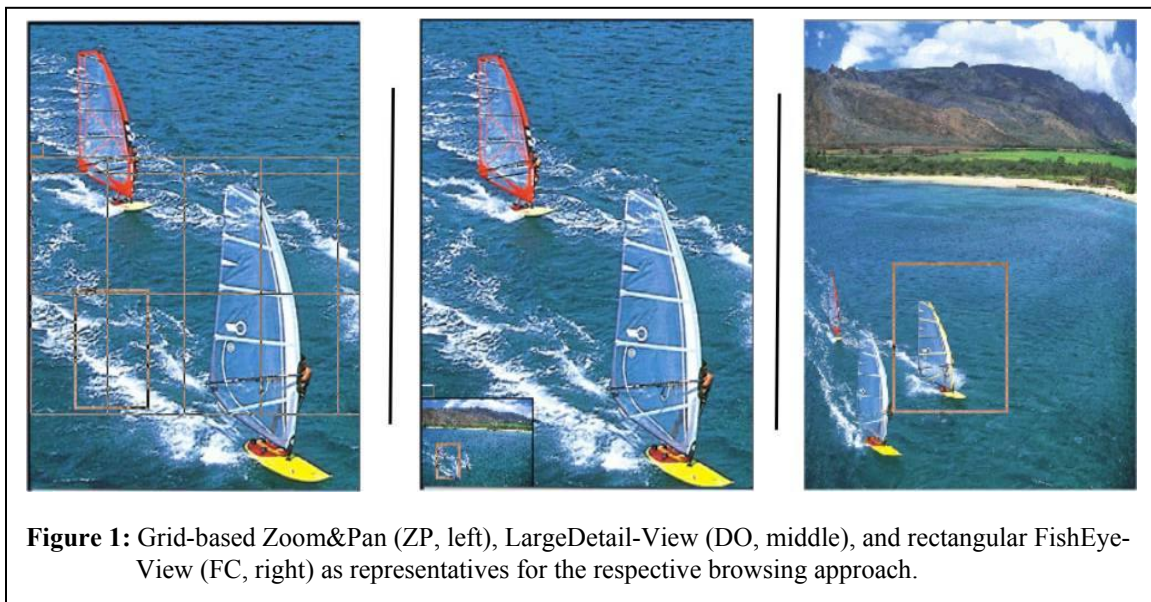 Figure 1: Grid-based Zoom&Pan (ZP, left), LargeDetail-View (DO, middle), and rectangular FishEye-
View (FC, right) as representatives for the respective browsing approach.